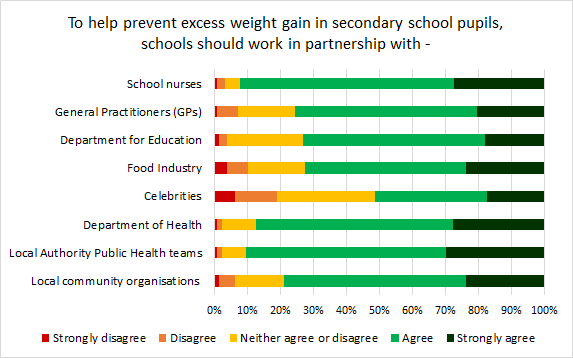 To help prevent excess weight gain in secondary school pupils,
schools should work in partnership with -
School nurses
General Practitioners (GPs)
Department for Education
Food Industry
Celebrities
Department of Health
Local Authority Public Health teams
Local community organisations
0% 10% 20% 30% 40% 50% 60% 70% 80% 90% 100%
Strongly disagree Disagree Neither agree or disagree Agree Strongly agree